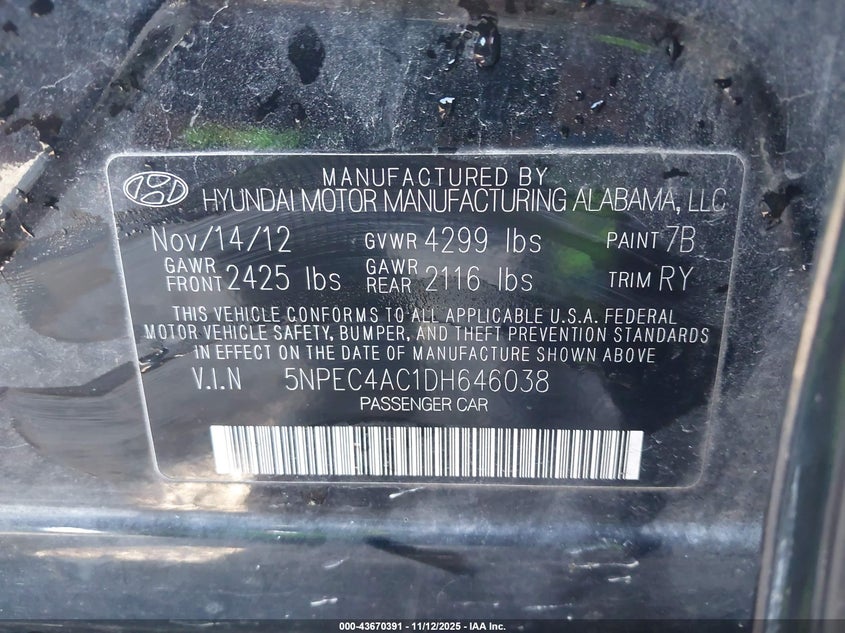 MANUFACTURED BY
HYUNDAI MOTOR MANUFACTURING ALABAMA, LLC
Nov/14/12 GVWR 4299 lbs PAINT 7B
GAWR FRONT 2425 lbs GAWR REAR 2116 lbs TRIM RY
THIS VEHICLE CONFORMS TO ALL APPLICABLE U.S.A. FEDERAL
MOTOR VEHICLE SAFETY, BUMPER, AND THEFT PREVENTION STANDARDS
IN EFFECT ON THE DATE OF MANUFACTURE SHOWN ABOVE
V.I.N 5NPEC4AC1DH646038
PASSENGER CAR
000-43670391 - 11/12/2025 - IAA Inc.